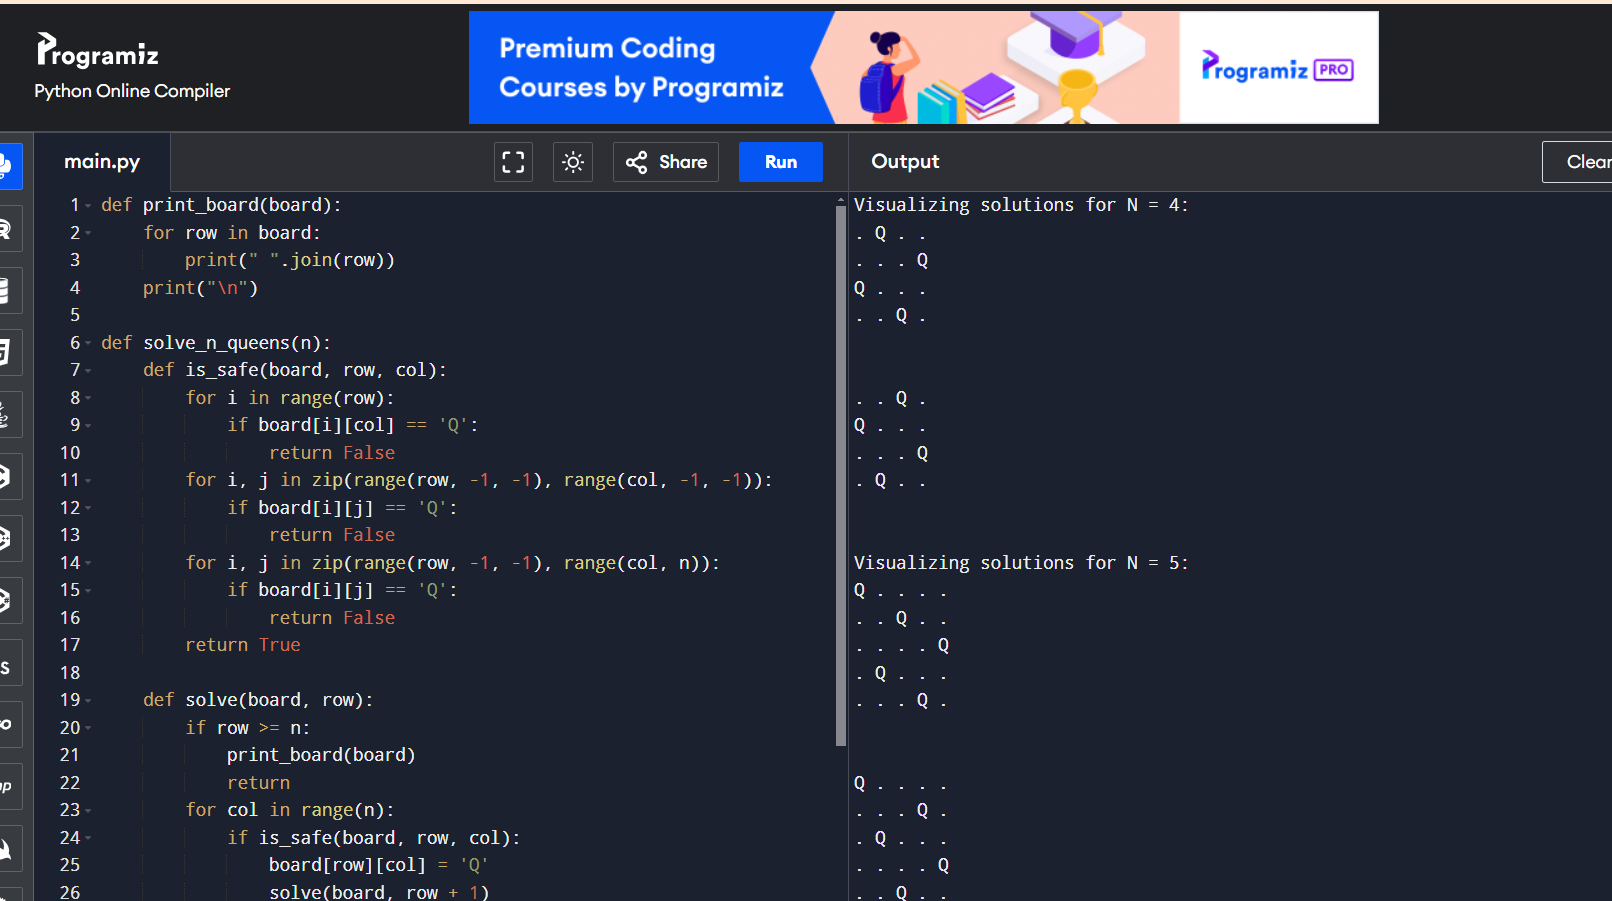 Programiz
Python Online Compiler
Premium Coding
Courses by Programiz
Programiz PRO
main.py
Share
Run
Output
Clear
1 def print_board(board):
2     for row in board:
3         print(" ".join(row))
4     print("\n")
5
6 def solve_n_queens(n):
7     def is_safe(board, row, col):
8         for i in range(row):
9             if board[i][col] == 'Q':
10                 return False
11         for i, j in zip(range(row, -1, -1), range(col, -1, -1)):
12             if board[i][j] == 'Q':
13                 return False
14         for i, j in zip(range(row, -1, -1), range(col, n)):
15             if board[i][j] == 'Q':
16                 return False
17         return True
18
19     def solve(board, row):
20         if row >= n:
21             print_board(board)
22             return
23         for col in range(n):
24             if is_safe(board, row, col):
25                 board[row][col] = 'Q'
26                 solve(board, row + 1)
Visualizing solutions for N = 4:
. Q . .
. . . Q
Q . . .
. . Q .
. . Q .
Q . . .
. . . Q
. Q . .
Visualizing solutions for N = 5:
Q . . . .
. . Q . .
. . . . Q
. Q . . .
. . . Q .
Q . . . .
. . . Q .
. Q . . .
. . . . Q
. . Q . .